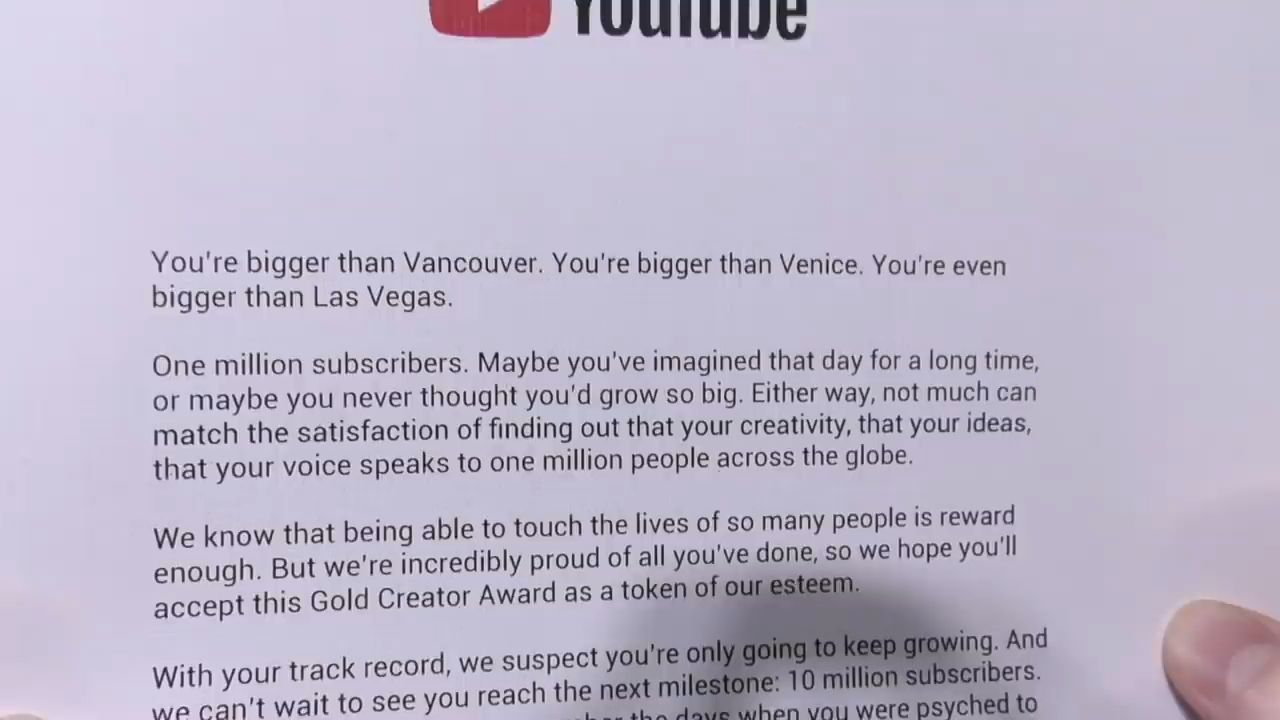 YouTube
You're bigger than Vancouver. You're bigger than Venice. You're even
bigger than Las Vegas.
One million subscribers. Maybe you've imagined that day for a long time,
or maybe you never thought you'd grow so big. Either way, not much can
match the satisfaction of finding out that your creativity, that your ideas,
that your voice speaks to one million people across the globe.
We know that being able to touch the lives of so many people is reward
enough. But we're incredibly proud of all you've done, so we hope you'll
accept this Gold Creator Award as a token of our esteem.
With your track record, we suspect you're only going to keep growing. And
we can't wait to see you reach the next milestone: 10 million subscribers.
the days when you were psyched to